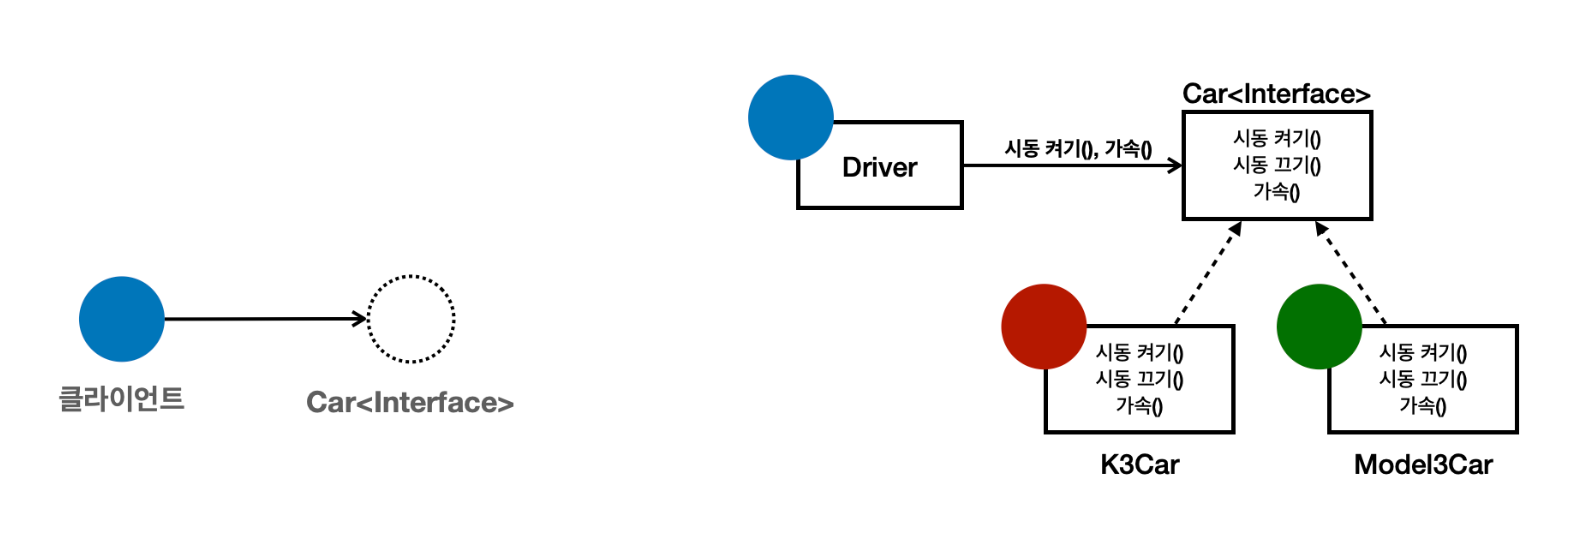 클라이언트
Car<Interface>
Driver
시동 켜기(), 가속()
Car<Interface>
시동 켜기()
시동 끄기()
가속()
시동 켜기()
시동 끄기()
가속()
K3Car
시동 켜기()
시동 끄기()
가속()
Model3Car